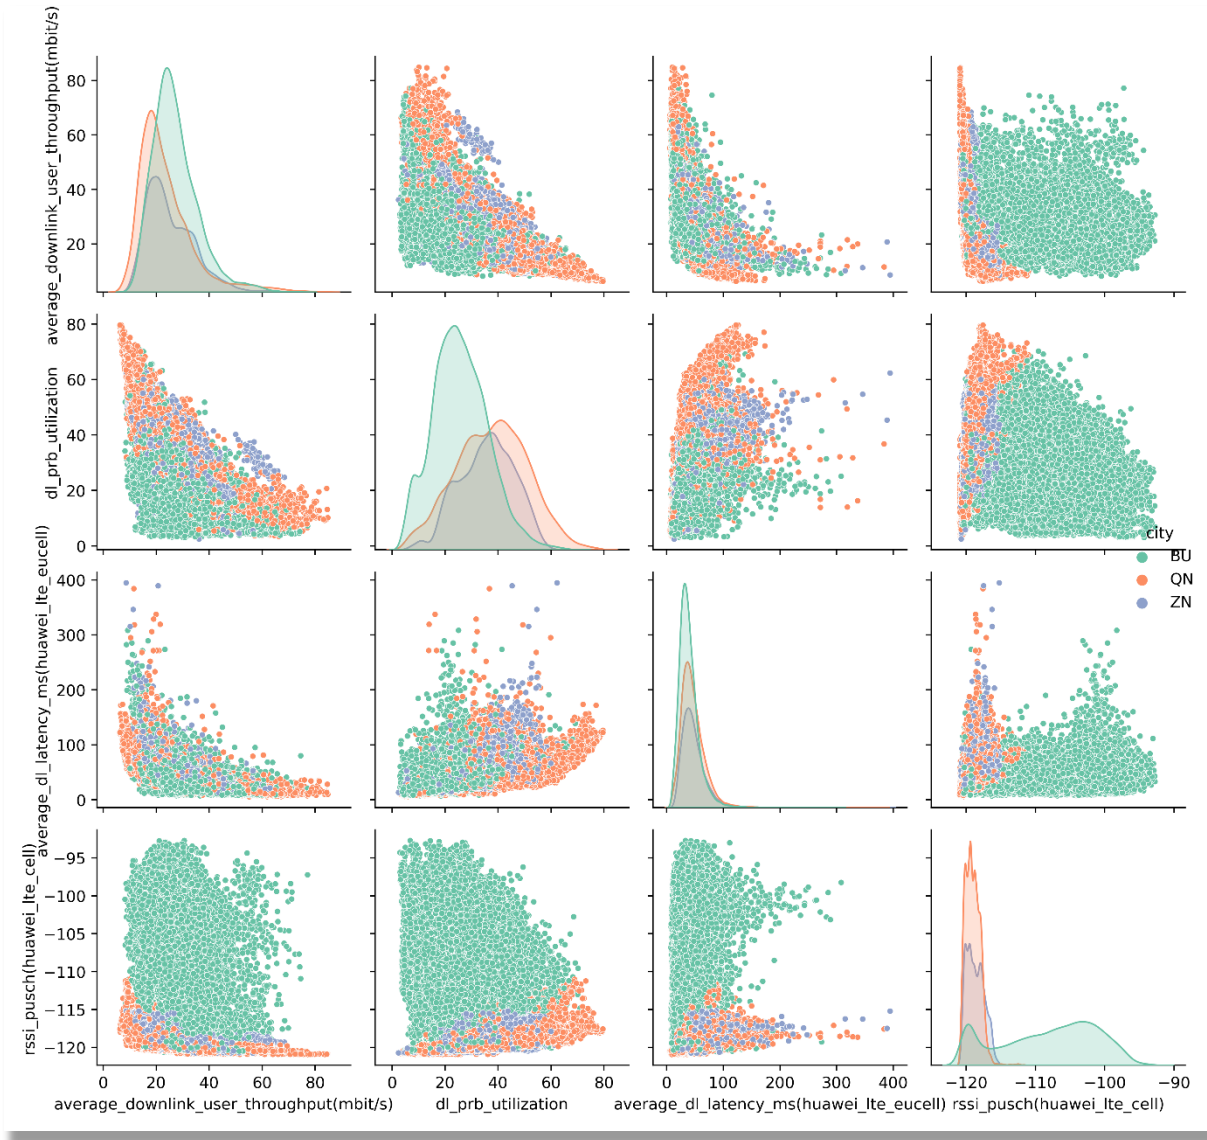 average_downlink_user_throughput(mbit/s)
80
60
40
20
dl_prb_utilization
80
60
40
20
0
city
BU
QN
ZN
average_dl_latency_ms(huawei_lte_eucell)
400
300
200
100
0
rssi_pusch(huawei_lte_cell)
−95
−100
−105
−110
−115
−120
0 20 40 60 80 0 20 40 60 80 0 100 200 300 400 −120 −110 −100 −90
average_downlink_user_throughput(mbit/s) dl_prb_utilization average_dl_latency_ms(huawei_lte_eucell) rssi_pusch(huawei_lte_cell)